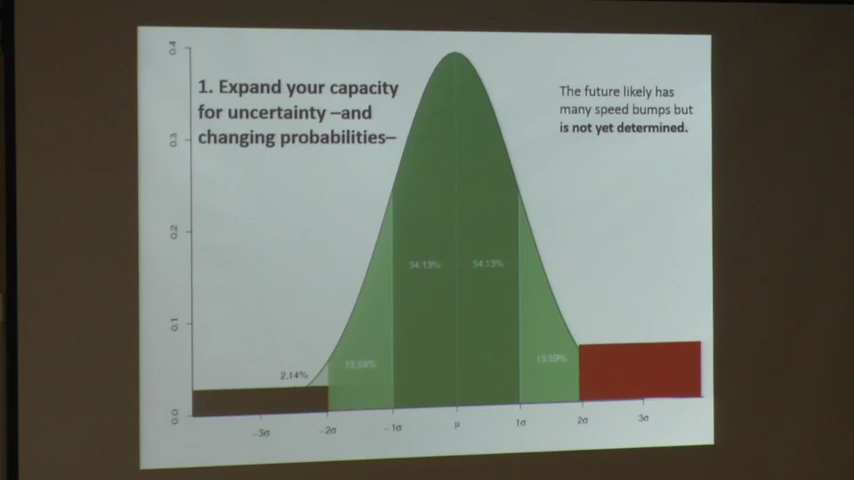 0.4
1. Expand your capacity
for uncertainty –and
changing probabilities–
The future likely has
many speed bumps but
is not yet determined.
0.3
0.2
34.13% 34.13%
0.1
2.14% 13.59% 13.59%
0.0
-3σ -2σ -1σ µ 1σ 2σ 3σ